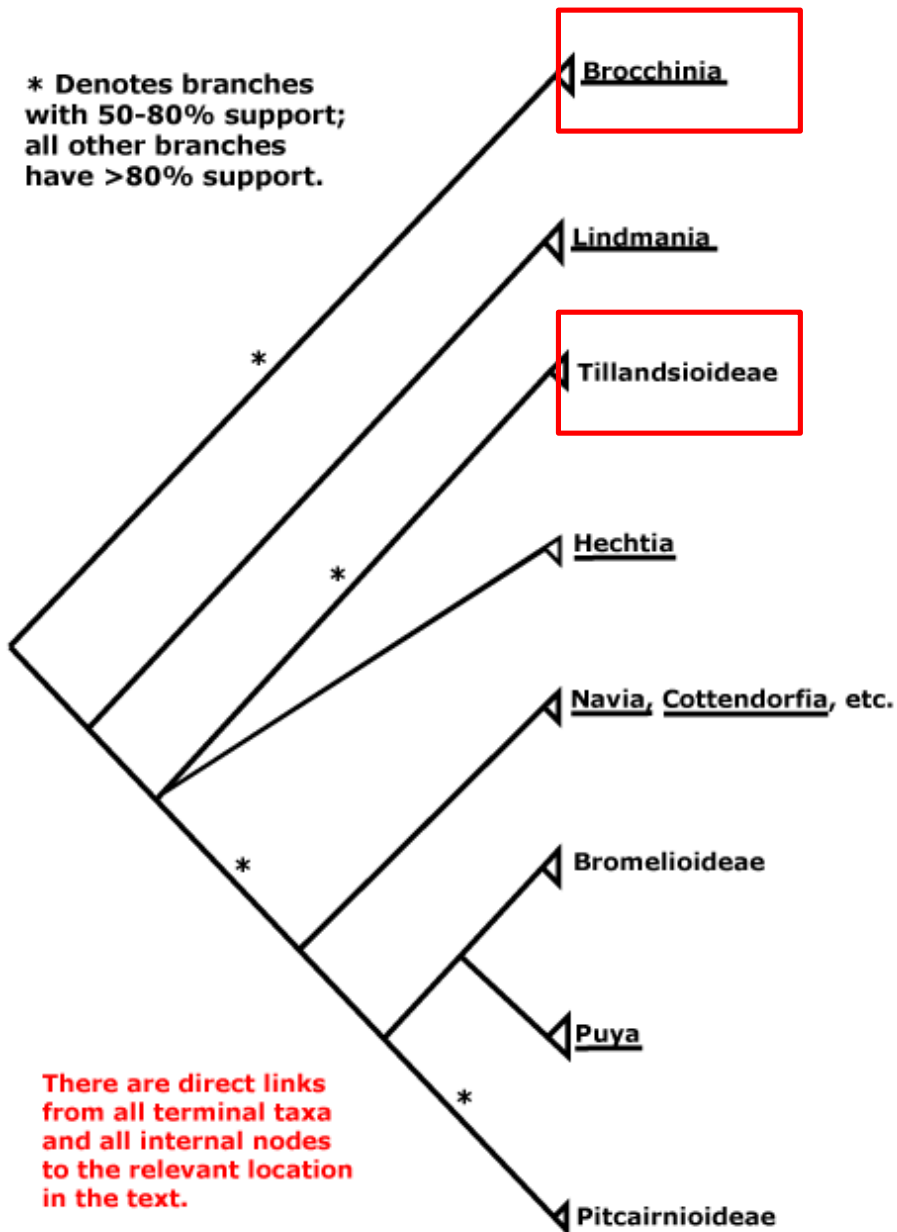 Brocchinia
* Denotes branches
with 50-80% support;
all other branches
have >80% support.
Lindmania
*
Tillandsioideae
Hechtia
*
Navia, Cottendorfia, etc.
*
Bromelioideae
Puya
There are direct links
from all terminal taxa
and all internal nodes
to the relevant location
in the text.
*
Pitcairnioideae